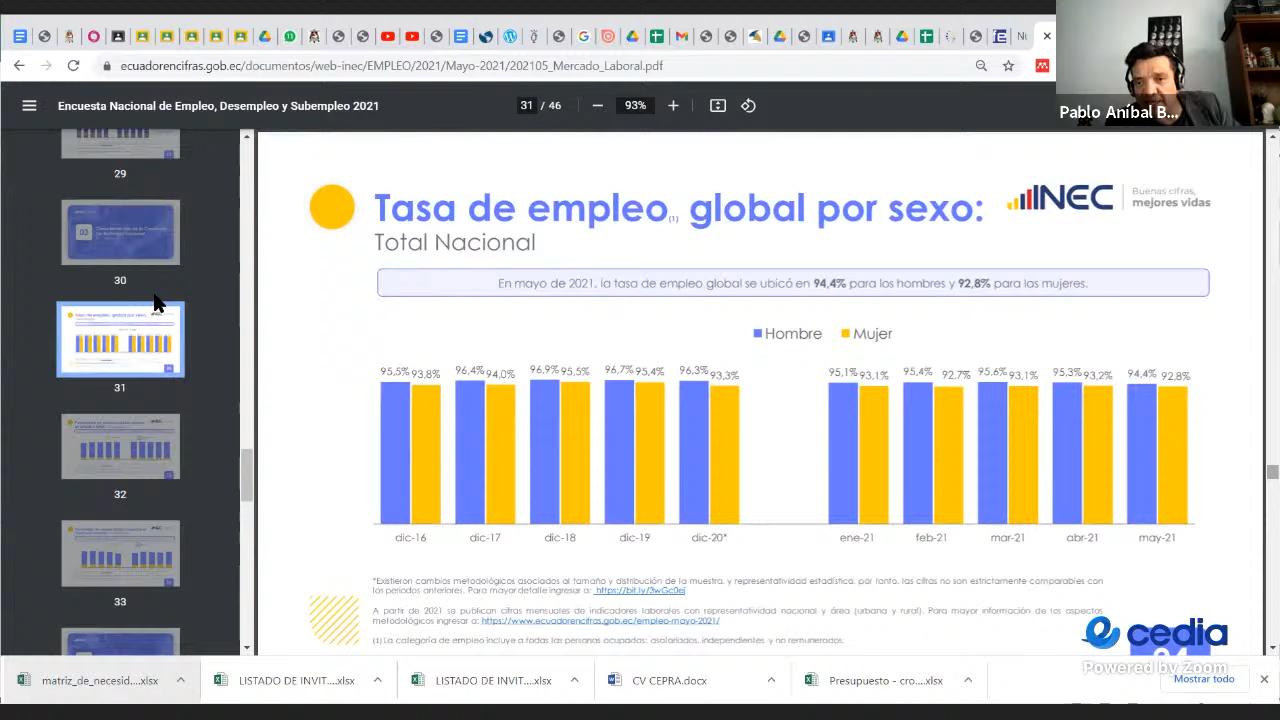 Nu
ecuadorencifras.gob.ec/documentos/web-inec/EMPLEO/2021/Mayo-2021/202105_Mercado_Laboral.pdf
Encuesta Nacional de Empleo, Desempleo y Subempleo 2021
31 / 46
93%
Pablo Aníbal B...
29
03
30
31
32
33
Tasa de empleo(1) global por sexo:
Total Nacional
INEC
Buenas cifras,
mejores vidas
En mayo de 2021, la tasa de empleo global se ubicó en 94,4% para los hombres y 92,8% para las mujeres.
Hombre Mujer
95,5% 93,8% 96,4% 94,0% 96,9% 95,5% 96,7% 95,4% 96,3% 93,3% 95,1% 93,1% 95,4% 92,7% 95,6% 93,1% 95,3% 93,2% 94,4% 92,8%
dic-16 dic-17 dic-18 dic-19 dic-20* ene-21 feb-21 mar-21 abr-21 may-21
*Existieron cambios metodológicos asociados al tamaño y distribución de la muestra, y representatividad estadística, por tanto, las cifras no son estrictamente comparables con
los periodos anteriores. Para mayor detalle ingresar a: https://bit.ly/3wGc0ej
A partir de 2021 se publican cifras mensuales de indicadores laborales con representatividad nacional y área (urbana y rural). Para mayor información de los aspectos
metodológicos ingresar a: https://www.ecuadorencifras.gob.ec/empleo-mayo-2021/
(1) La categoría de empleo incluye a todas las personas ocupadas: asalariados, independientes y no remunerados.
cedia
Powered by Zoom
matriz_de_necesid....xlsx
LISTADO DE INVIT....xlsx
LISTADO DE INVIT....xlsx
CV CEPRA.docx
Presupuesto - cro....xlsx
Mostrar todo